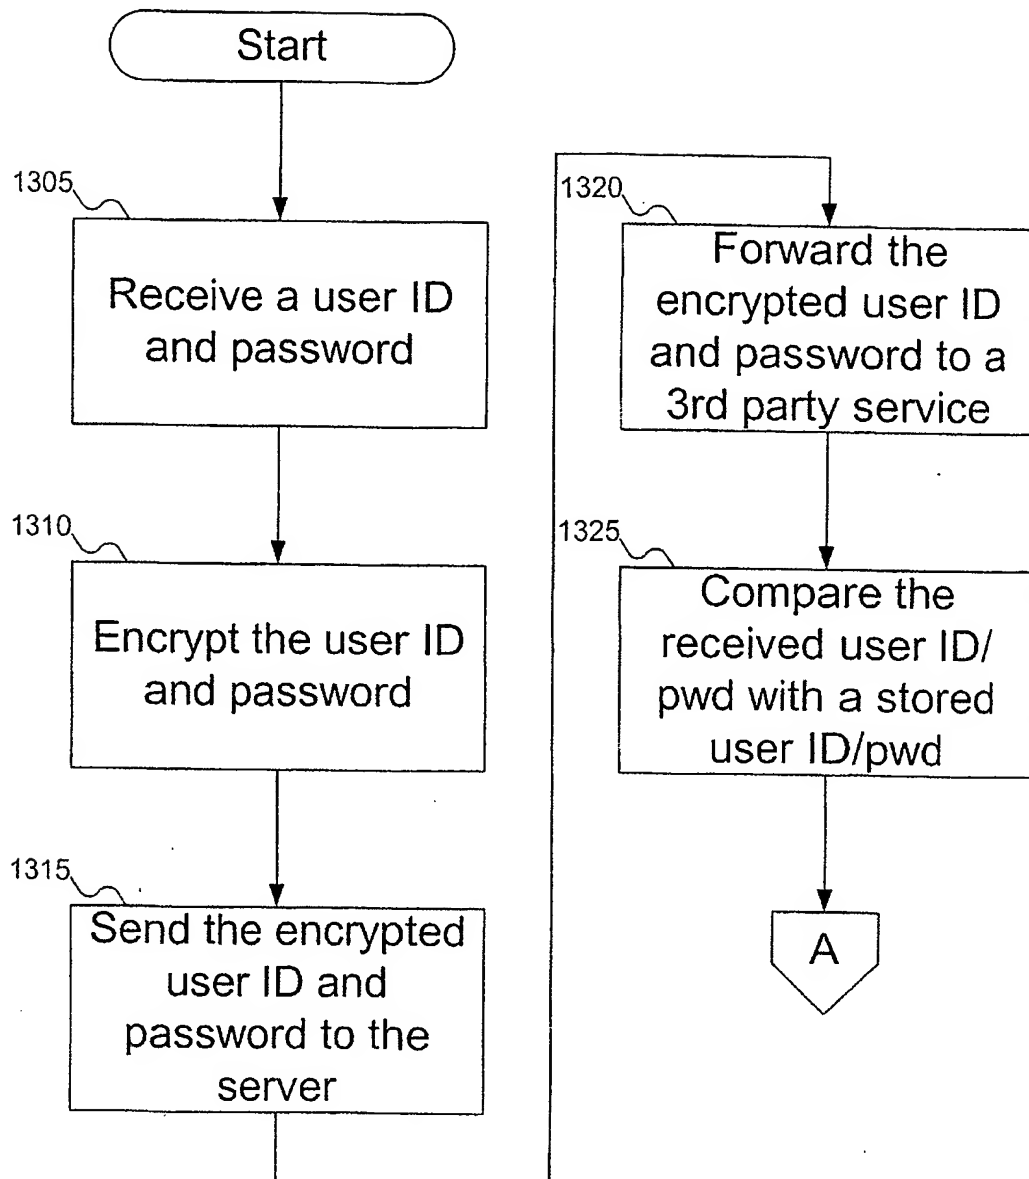 Start
1305
Receive a user ID
and password
1310
Encrypt the user ID
and password
1315
Send the encrypted
user ID and
password to the
server
1320
Forward the
encrypted user ID
and password to a
3rd party service
1325
Compare the
received user ID/
pwd with a stored
user ID/pwd
A